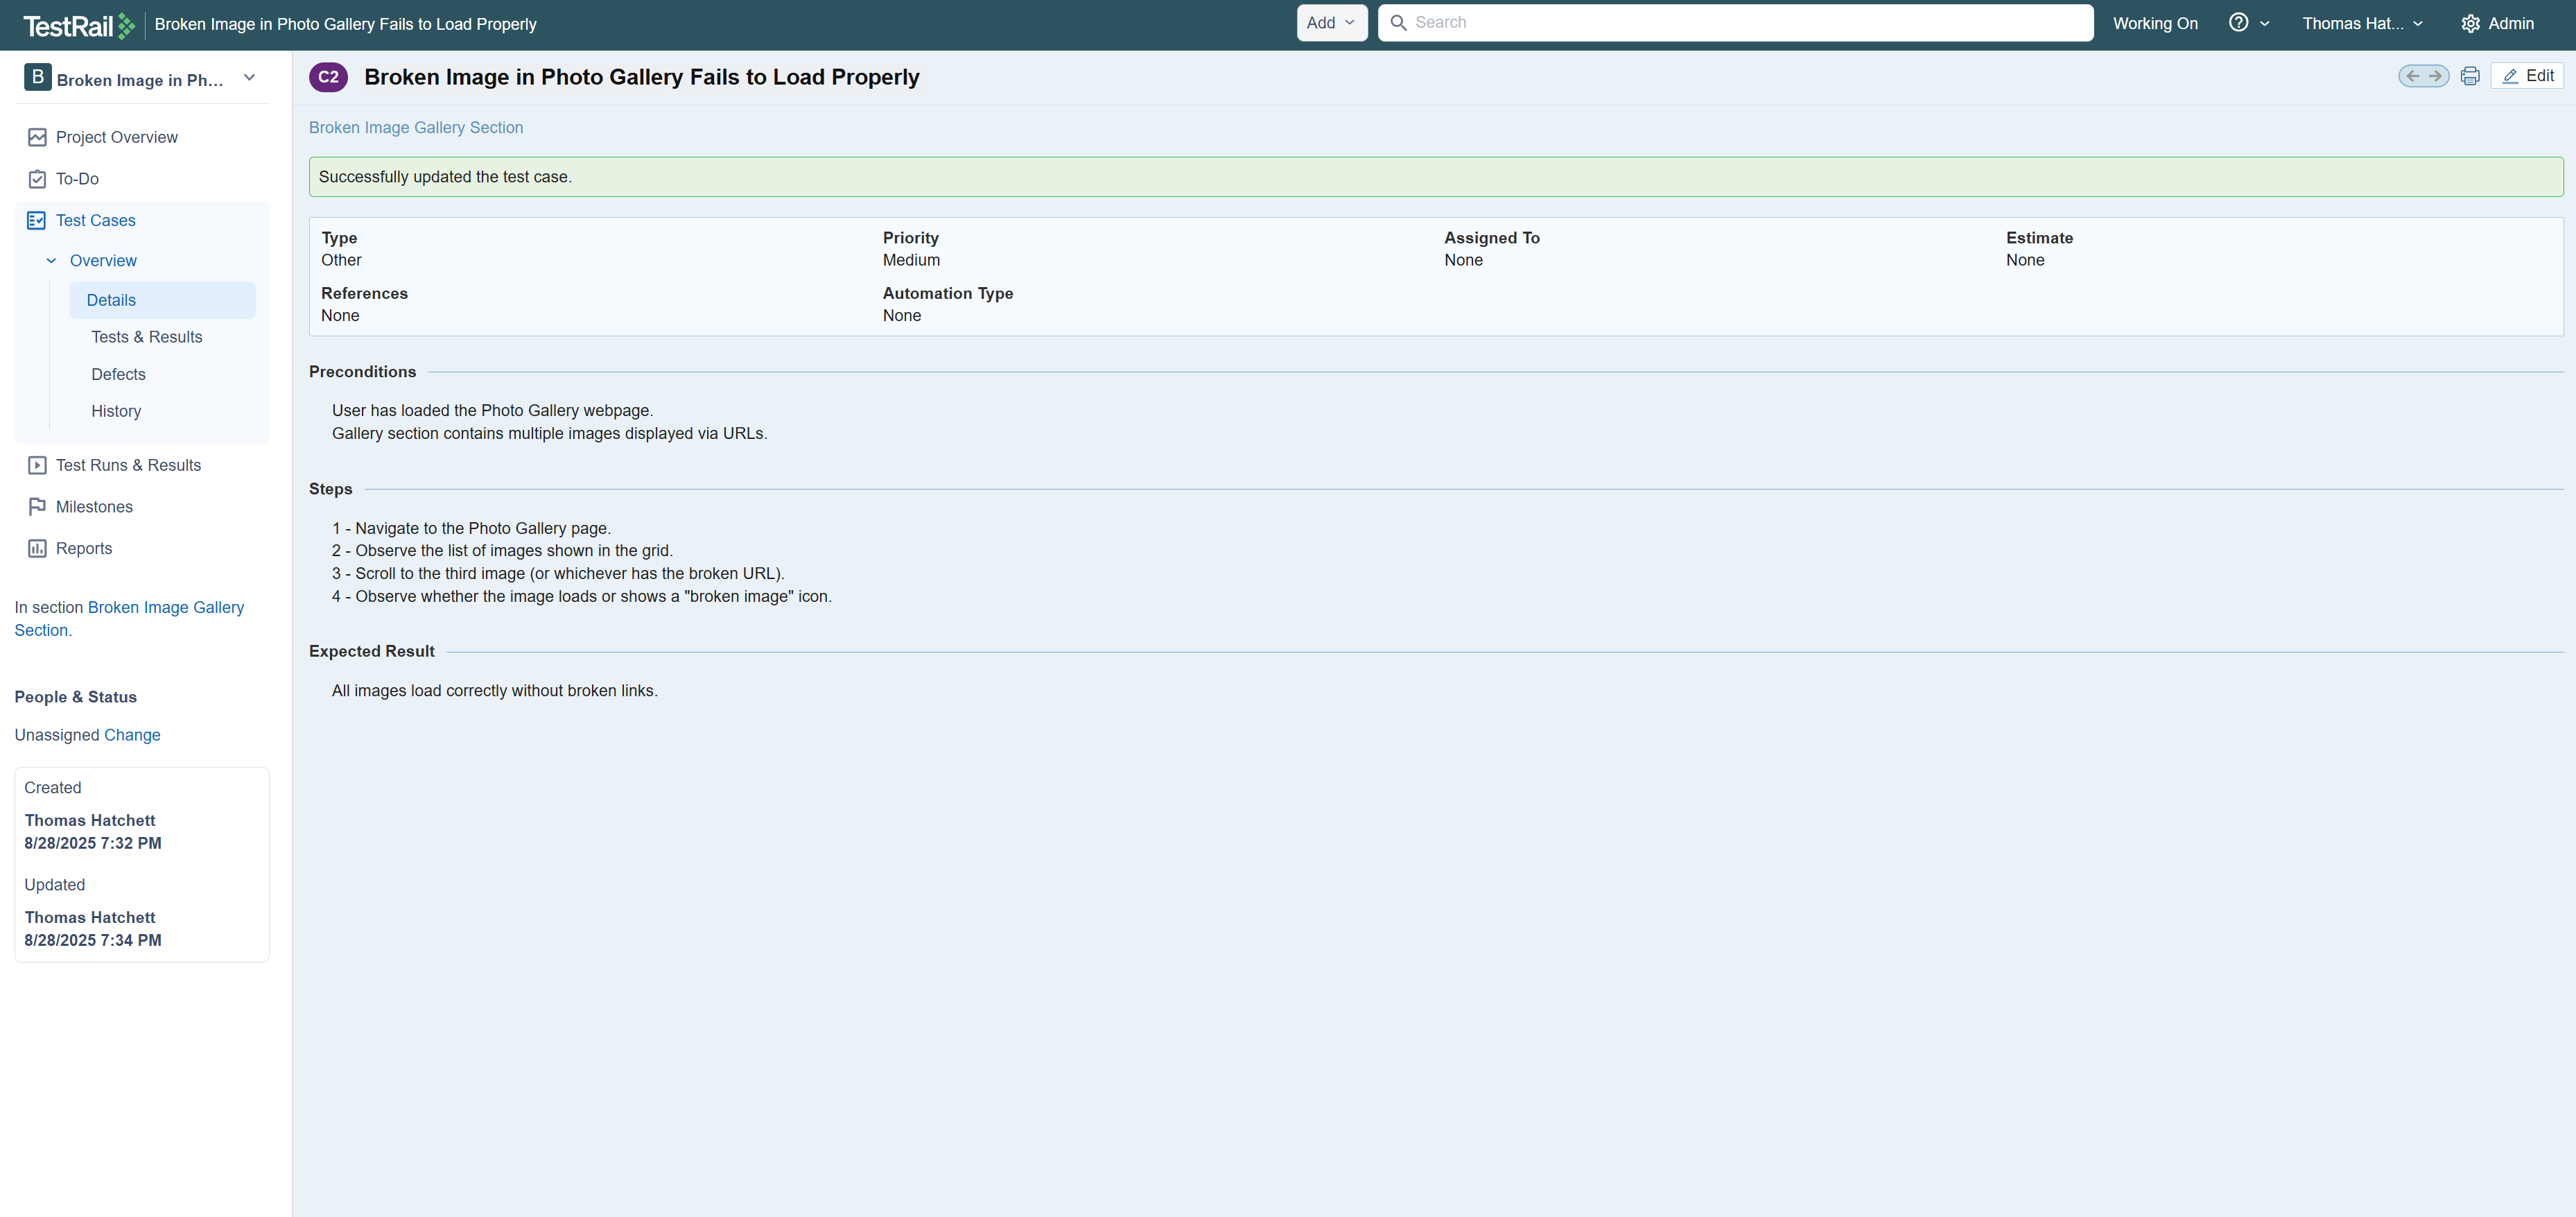 TestRail
Broken Image in Photo Gallery Fails to Load Properly
Add
Search
Working On
Thomas Hat...
Admin
B
Broken Image in Ph...
Project Overview
To-Do
Test Cases
Overview
Details
Tests & Results
Defects
History
Test Runs & Results
Milestones
Reports
In section Broken Image Gallery
Section.
People & Status
Unassigned Change
Created
Thomas Hatchett
8/28/2025 7:32 PM
Updated
Thomas Hatchett
8/28/2025 7:34 PM
C2
Broken Image in Photo Gallery Fails to Load Properly
Edit
Broken Image Gallery Section
Successfully updated the test case.
Type
Other
Priority
Medium
Assigned To
None
Estimate
None
References
None
Automation Type
None
Preconditions
User has loaded the Photo Gallery webpage.
Gallery section contains multiple images displayed via URLs.
Steps
1 - Navigate to the Photo Gallery page.
2 - Observe the list of images shown in the grid.
3 - Scroll to the third image (or whichever has the broken URL).
4 - Observe whether the image loads or shows a "broken image" icon.
Expected Result
All images load correctly without broken links.